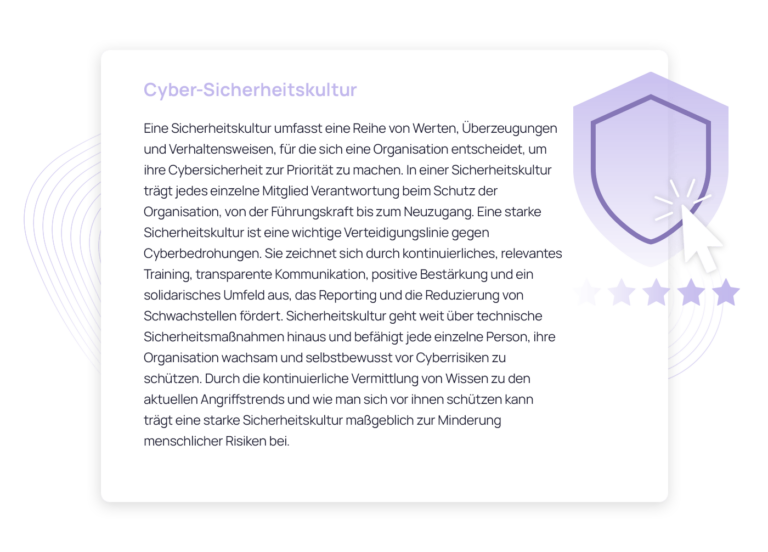 Cyber-Sicherheitskultur
Eine Sicherheitskultur umfasst eine Reihe von Werten, Überzeugungen
und Verhaltensweisen, für die sich eine Organisation entscheidet, um
ihre Cybersicherheit zur Priorität zu machen. In einer Sicherheitskultur
trägt jedes einzelne Mitglied Verantwortung beim Schutz der
Organisation, von der Führungskraft bis zum Neuzugang. Eine starke
Sicherheitskultur ist eine wichtige Verteidigungslinie gegen
Cyberbedrohungen. Sie zeichnet sich durch kontinuierliches, relevantes
Training, transparente Kommunikation, positive Bestärkung und ein
solidarisches Umfeld aus, das Reporting und die Reduzierung von
Schwachstellen fördert. Sicherheitskultur geht weit über technische
Sicherheitsmaßnahmen hinaus und befähigt jede einzelne Person, ihre
Organisation wachsam und selbstbewusst vor Cyberrisiken zu
schützen. Durch die kontinuierliche Vermittlung von Wissen zu den
aktuellen Angriffstrends und wie man sich vor ihnen schützen kann
trägt eine starke Sicherheitskultur maßgeblich zur Minderung
menschlicher Risiken bei.